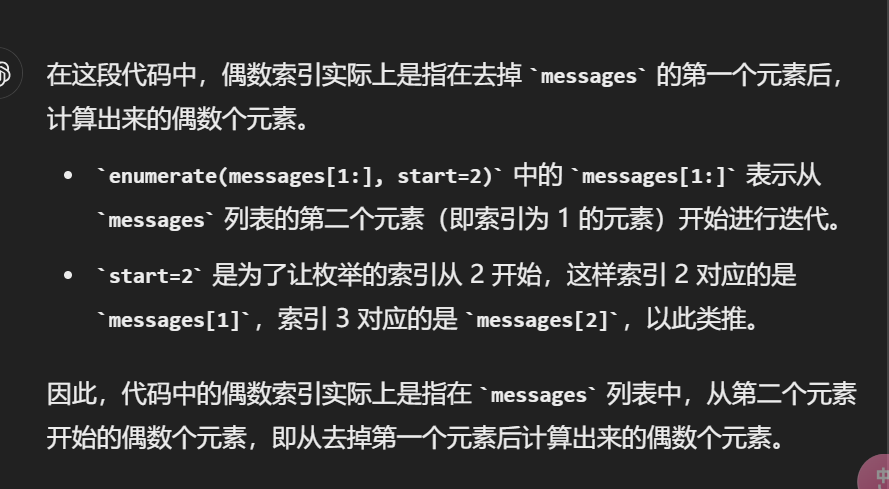 在这段代码中，偶数索引实际上是指在去掉 `messages` 的第一个元素后，
计算出来的偶数个元素。
• `enumerate(messages[1:], start=2)` 中的 `messages[1:]` 表示从
`messages` 列表的第二个元素（即索引为 1 的元素）开始进行迭代。
• `start=2` 是为了让枚举的索引从 2 开始，这样索引 2 对应的是
`messages[1]`，索引 3 对应的是 `messages[2]`，以此类推。
因此，代码中的偶数索引实际上是指在 `messages` 列表中，从第二个元素
开始的偶数个元素，即从去掉第一个元素后计算出来的偶数个元素。